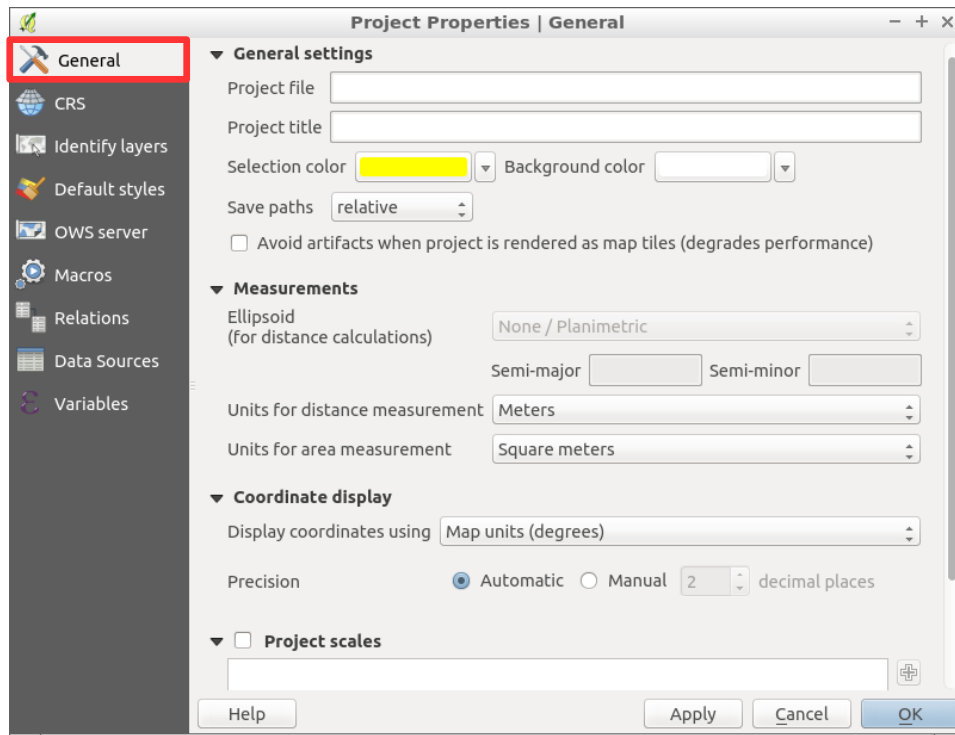 Project Properties | General
General
CRS
Identify layers
Default styles
OWS server
Macros
Relations
Data Sources
Variables
General settings
Project file
Project title
Selection color Background color
Save paths relative
Avoid artifacts when project is rendered as map tiles (degrades performance)
Measurements
Ellipsoid
(for distance calculations) None / Planimetric
Semi-major Semi-minor
Units for distance measurement Meters
Units for area measurement Square meters
Coordinate display
Display coordinates using Map units (degrees)
Precision Automatic Manual 2 decimal places
Project scales
Help Apply Cancel OK